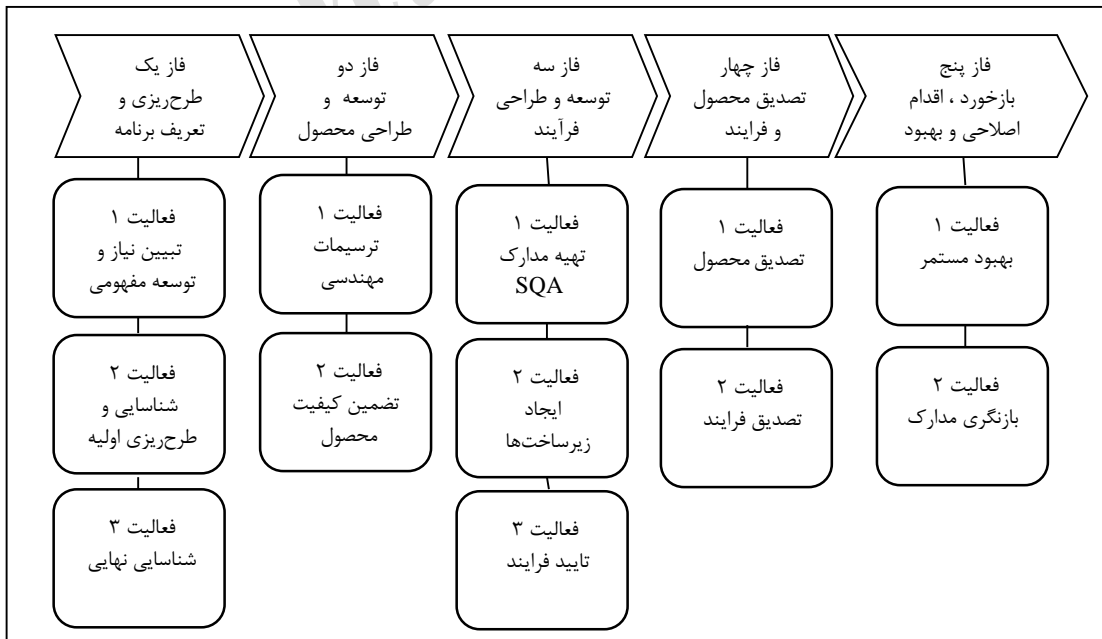 فاز یک
طرح‌ریزی و
تعریف برنامه
فاز دو
توسعه و
طراحی محصول
فاز سه
توسعه و طراحی
فرآیند
فاز چهار
تصدیق محصول
و فرایند
فاز پنج
بازخورد ، اقدام
اصلاحی و بهبود
فعالیت ۱
تبیین نیاز و
توسعه مفهومی
فعالیت ۲
شناسایی و
طرح‌ریزی اولیه
فعالیت ۳
شناسایی نهایی
فعالیت ۱
ترسیمات
مهندسی
فعالیت ۲
تضمین کیفیت
محصول
فعالیت ۱
تهیه مدارک
SQA
فعالیت ۲
ایجاد
زیرساخت‌ها
فعالیت ۳
تایید فرایند
فعالیت ۱
تصدیق محصول
فعالیت ۲
تصدیق فرایند
فعالیت ۱
بهبود مستمر
فعالیت ۲
بازنگری مدارک